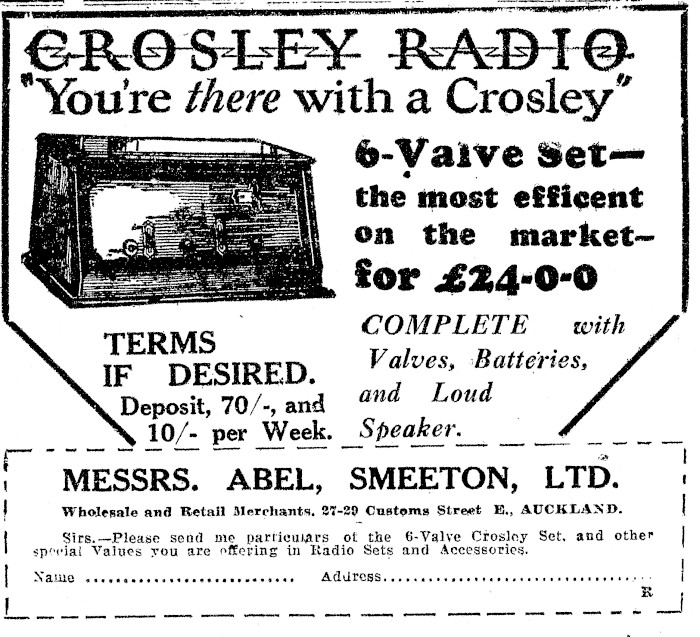 CROSLEY RADIO
"You're there with a Crosley"
6-Valve Set—
the most efficent
on the market—
for £24-0-0
COMPLETE with
Valves, Batteries,
and Loud
Speaker.
TERMS
IF DESIRED.
Deposit, 70/-, and
10/- per Week.
MESSRS. ABEL, SMEETON, LTD.
Wholesale and Retail Merchants, 27-29 Customs Street E., AUCKLAND.
Sirs.—Please send me particulars of the 6-Valve Crosley Set, and other
special Values you are offering in Radio Sets and Accessories.
Name ............................ Address.....................................
R